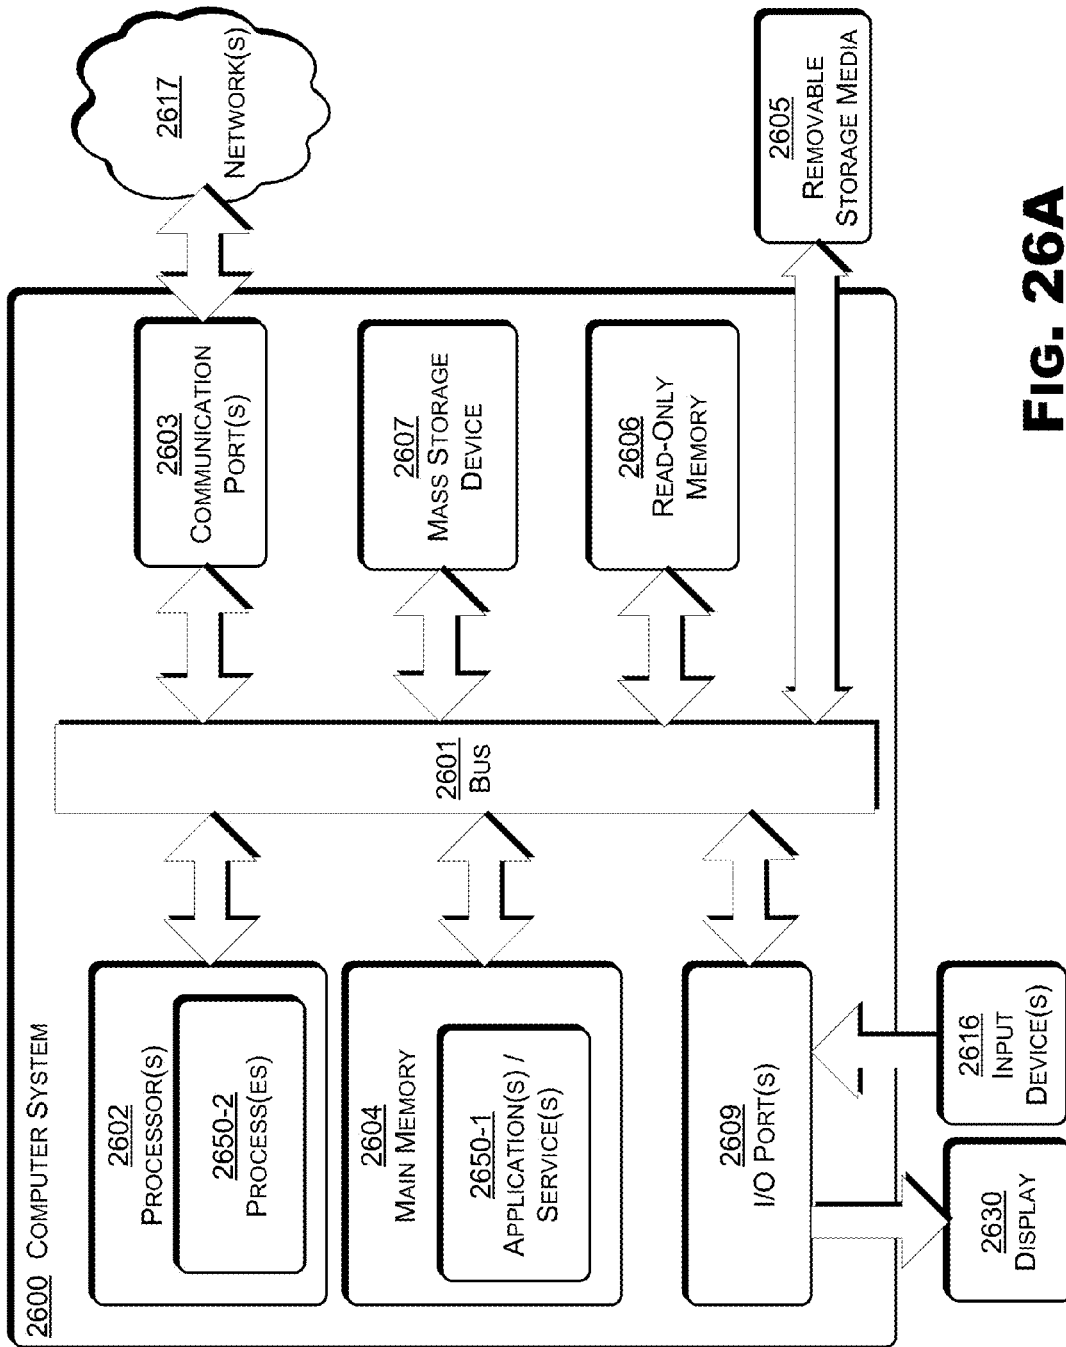 2600 COMPUTER SYSTEM
2602
PROCESSOR(S)
2650-2
PROCESS(ES)
2604
MAIN MEMORY
2650-1
APPLICATION(S) /
SERVICE(S)
2609
I/O PORT(S)
2630
DISPLAY
2616
INPUT
DEVICE(S)
2601
BUS
2603
COMMUNICATION
PORT(S)
2607
MASS STORAGE
DEVICE
2606
READ-ONLY
MEMORY
2617
NETWORK(S)
2605
REMOVABLE
STORAGE MEDIA
FIG. 26A